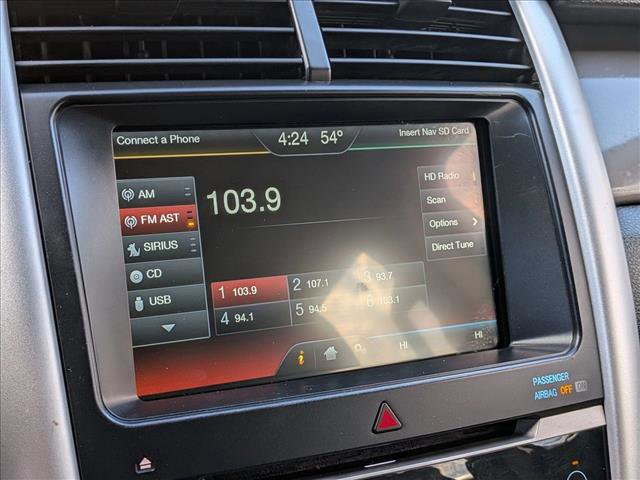 Connect a Phone 4:24 54° Insert Nav SD Card
AM
FM AST
SIRIUS
CD
USB
103.9
HD Radio
Scan
Options >
Direct Tune
1 103.9 2 107.1 3 93.7
4 94.1 5 94.5 6 103.1
i HI HI
PASSENGER
AIRBAG OFF ON